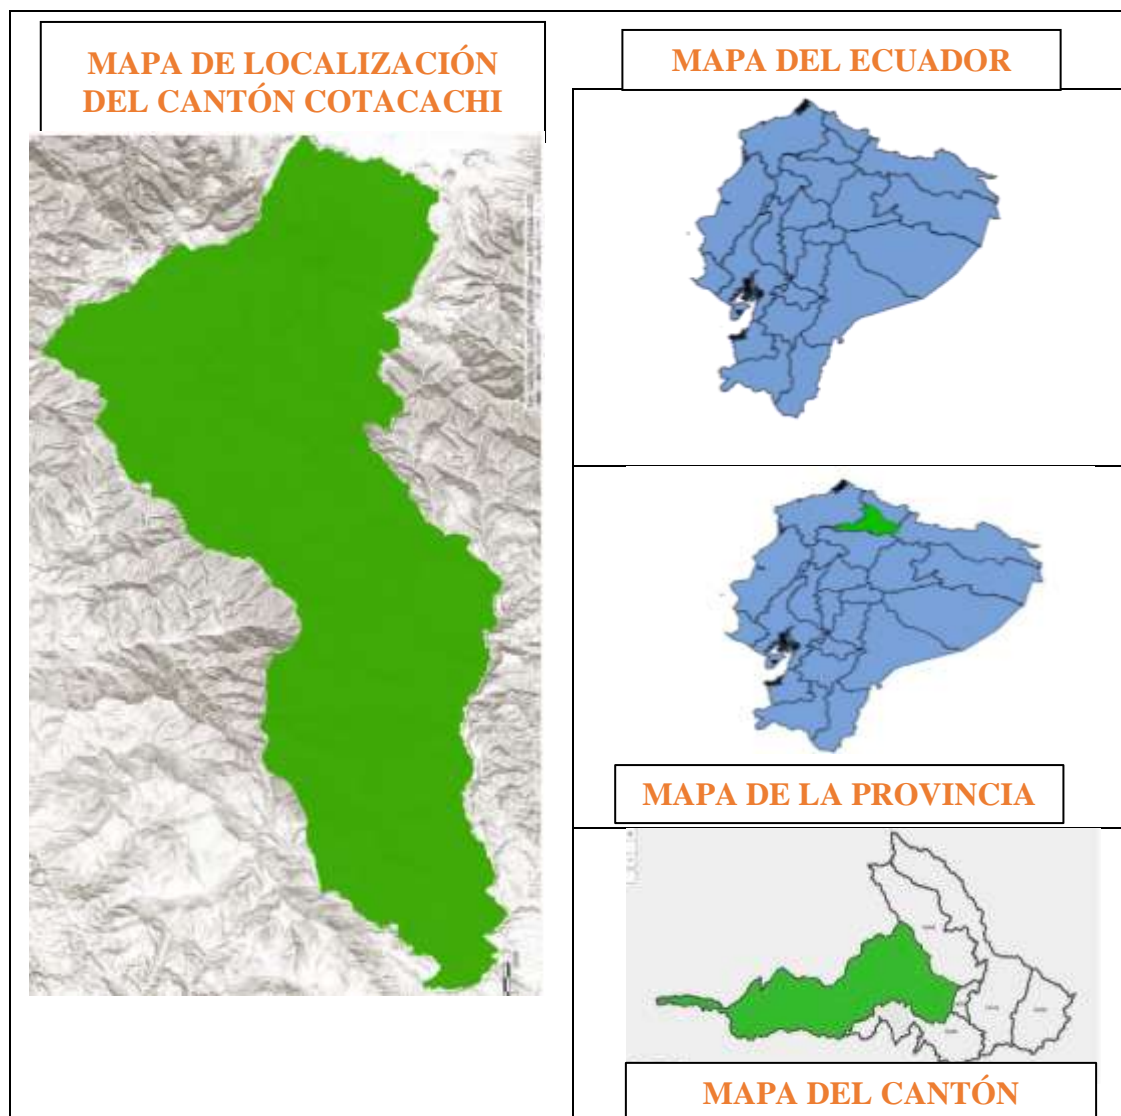 MAPA DE LOCALIZACIÓN
DEL CANTÓN COTACACHI
MAPA DEL ECUADOR
MAPA DE LA PROVINCIA
MAPA DEL CANTÓN